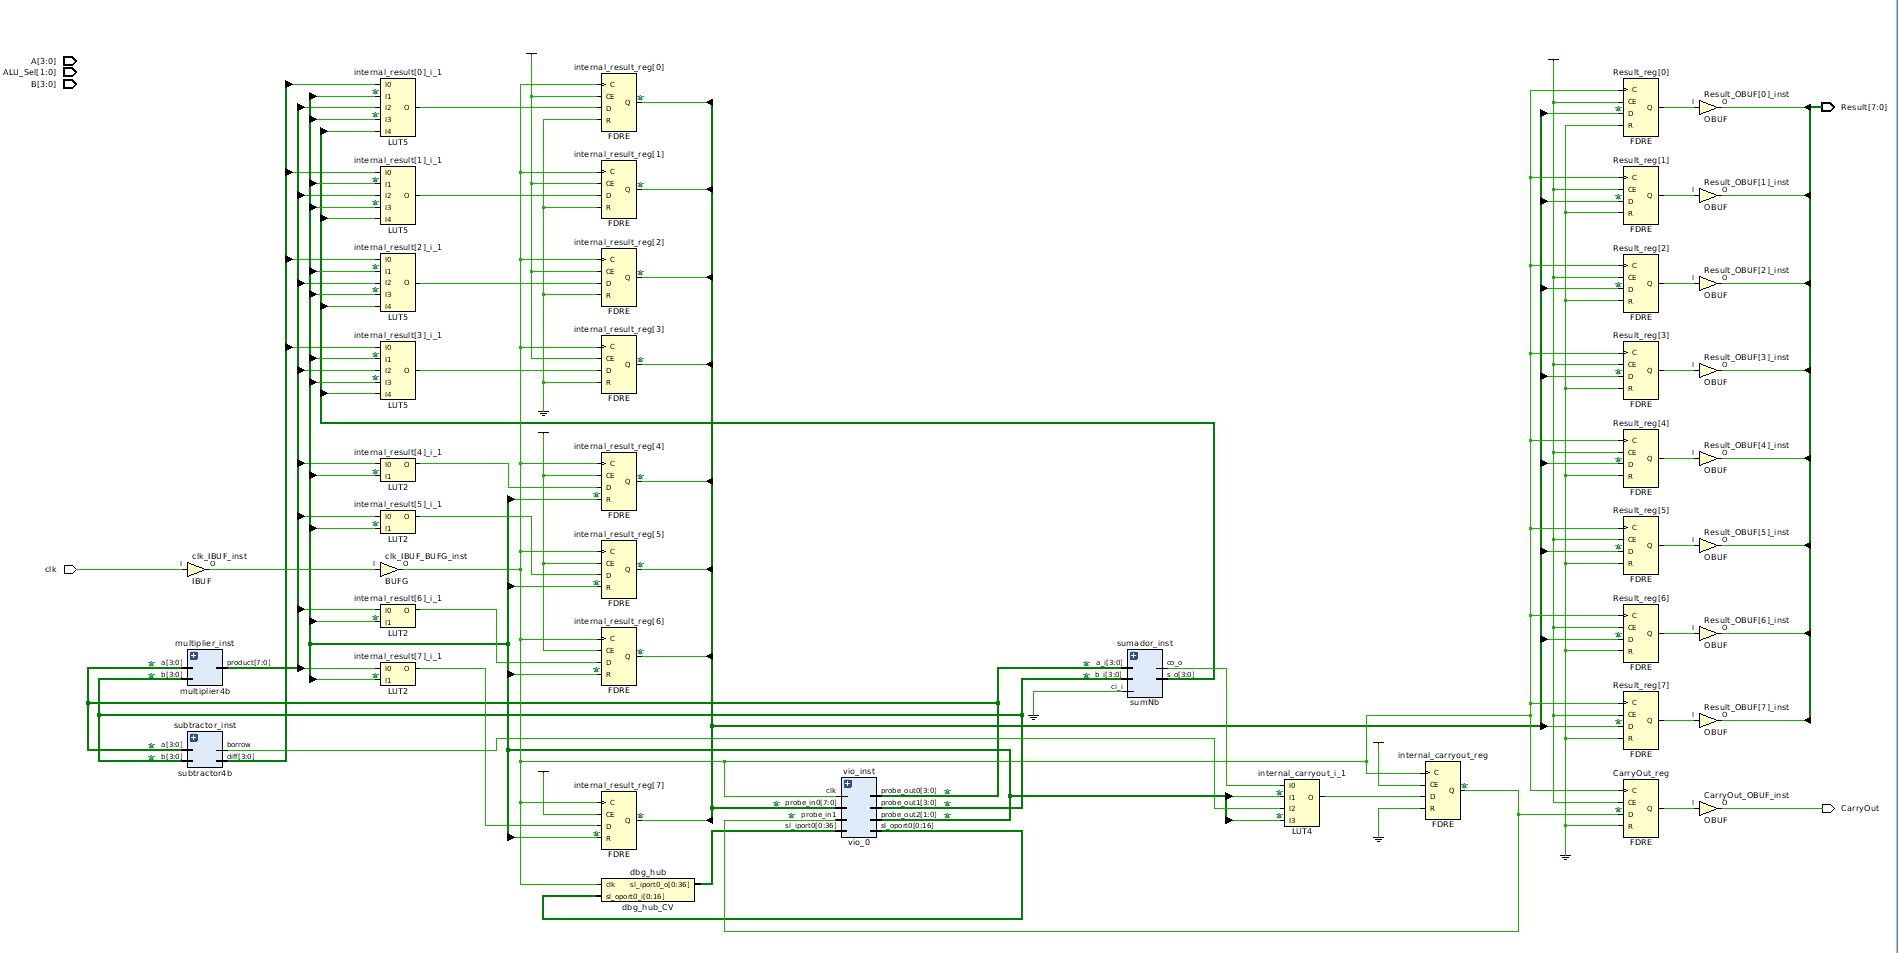 A[3:0]
ALU_Sel[1:0]
B[3:0]
internal_result[0]_i_1
I0
I1
I2
I3
I4
O
LUT5
internal_result[1]_i_1
I0
I1
I2
I3
I4
O
LUT5
internal_result[2]_i_1
I0
I1
I2
I3
I4
O
LUT5
internal_result[3]_i_1
I0
I1
I2
I3
I4
O
LUT5
internal_result[4]_i_1
I0
I1
O
LUT2
internal_result[5]_i_1
I0
I1
O
LUT2
clk
clk_IBUF_inst
I
O
IBUF
clk_IBUF_BUFG_inst
I
O
BUFG
internal_result[6]_i_1
I0
I1
O
LUT2
internal_result[7]_i_1
I0
I1
O
LUT2
multiplier_inst
a[3:0]
b[3:0]
product[7:0]
multiplier4b
subtractor_inst
a[3:0]
b[3:0]
borrow
diff[3:0]
subtractor4b
internal_result_reg[0]
C
CE
D
R
Q
FDRE
internal_result_reg[1]
C
CE
D
R
Q
FDRE
internal_result_reg[2]
C
CE
D
R
Q
FDRE
internal_result_reg[3]
C
CE
D
R
Q
FDRE
internal_result_reg[4]
C
CE
D
R
Q
FDRE
internal_result_reg[5]
C
CE
D
R
Q
FDRE
internal_result_reg[6]
C
CE
D
R
Q
FDRE
internal_result_reg[7]
C
CE
D
R
Q
FDRE
dbg_hub
clk
sl_iport0_o[0:36]
sl_oport0_i[0:16]
dbg_hub_CV
vio_inst
clk
probe_in0[7:0]
probe_in1
sl_iport0[0:36]
probe_out0[3:0]
probe_out1[3:0]
probe_out2[1:0]
sl_oport0[0:16]
vio_0
sumador_inst
a_i[3:0]
b_i[3:0]
ci_i
co_o
s_o[3:0]
sumNb
internal_carryout_i_1
I0
I1
I2
I3
O
LUT4
internal_carryout_reg
C
CE
D
R
Q
FDRE
Result_reg[0]
C
CE
D
R
Q
FDRE
Result_OBUF[0]_inst
I
O
OBUF
Result[7:0]
Result_reg[1]
C
CE
D
R
Q
FDRE
Result_OBUF[1]_inst
I
O
OBUF
Result_reg[2]
C
CE
D
R
Q
FDRE
Result_OBUF[2]_inst
I
O
OBUF
Result_reg[3]
C
CE
D
R
Q
FDRE
Result_OBUF[3]_inst
I
O
OBUF
Result_reg[4]
C
CE
D
R
Q
FDRE
Result_OBUF[4]_inst
I
O
OBUF
Result_reg[5]
C
CE
D
R
Q
FDRE
Result_OBUF[5]_inst
I
O
OBUF
Result_reg[6]
C
CE
D
R
Q
FDRE
Result_OBUF[6]_inst
I
O
OBUF
Result_reg[7]
C
CE
D
R
Q
FDRE
Result_OBUF[7]_inst
I
O
OBUF
CarryOut_reg
C
CE
D
R
Q
FDRE
CarryOut_OBUF_inst
I
O
OBUF
CarryOut